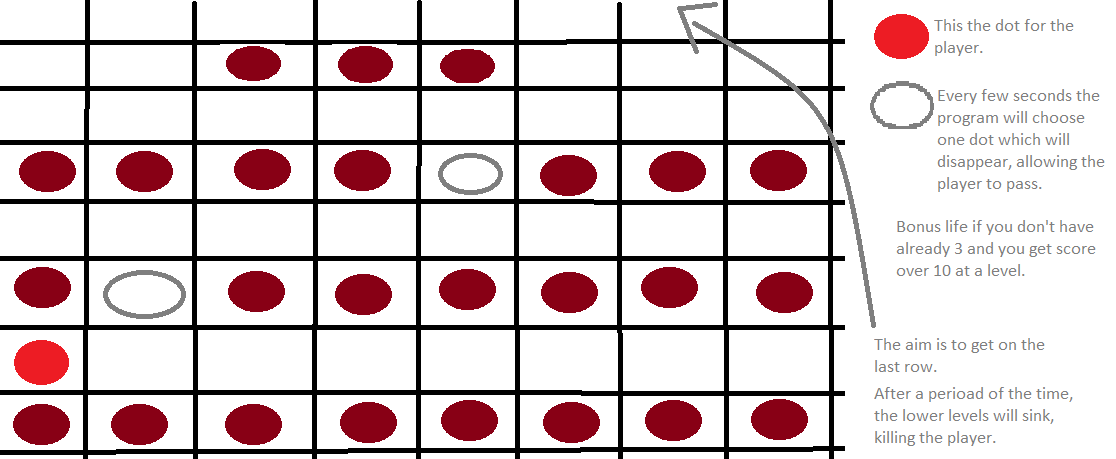 This the dot for the
player.
Every few seconds the
program will choose
one dot which will
disappear, allowing the
player to pass.
Bonus life if you don't have
already 3 and you get score
over 10 at a level.
The aim is to get on the
last row.
After a perioad of the time,
the lower levels will sink,
killing the player.